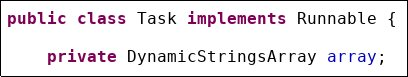 public class Task implements Runnable {
private DynamicStringsArray array;